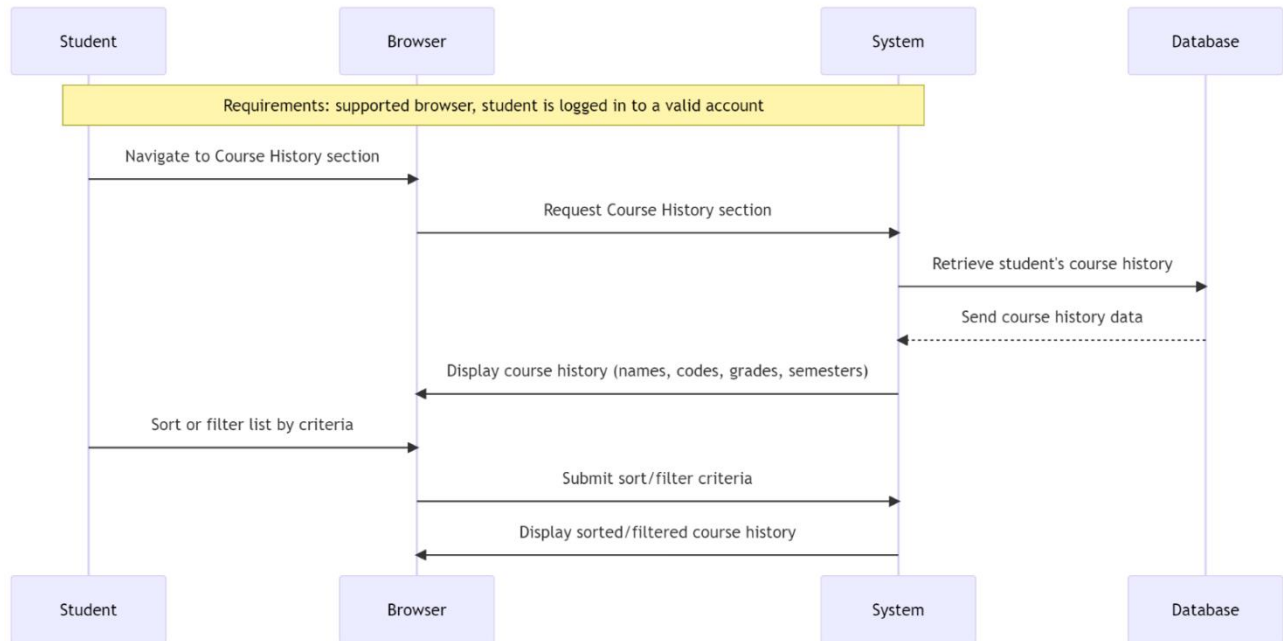 Student
Browser
System
Database
Requirements: supported browser, student is logged in to a valid account
Navigate to Course History section
Request Course History section
Retrieve student's course history
Send course history data
Display course history (names, codes, grades, semesters)
Sort or filter list by criteria
Submit sort/filter criteria
Display sorted/filtered course history
Student
Browser
System
Database